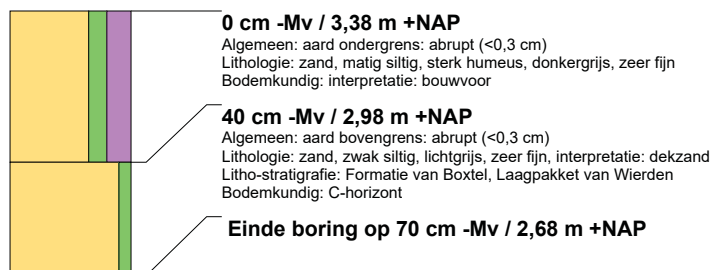 0 cm -Mv / 3,38 m +NAP
Algemeen: aard ondergrens: abrupt (<0,3 cm)
Lithologie: zand, matig siltig, sterk humeus, donkergrijs, zeer fijn
Bodemkundig: interpretatie: bouwvoor
40 cm -Mv / 2,98 m +NAP
Algemeen: aard bovengrens: abrupt (<0,3 cm)
Lithologie: zand, zwak siltig, lichtgrijs, zeer fijn, interpretatie: dekzand
Litho-stratigrafie: Formatie van Boxtel, Laagpakket van Wierden
Bodemkundig: C-horizont
Einde boring op 70 cm -Mv / 2,68 m +NAP